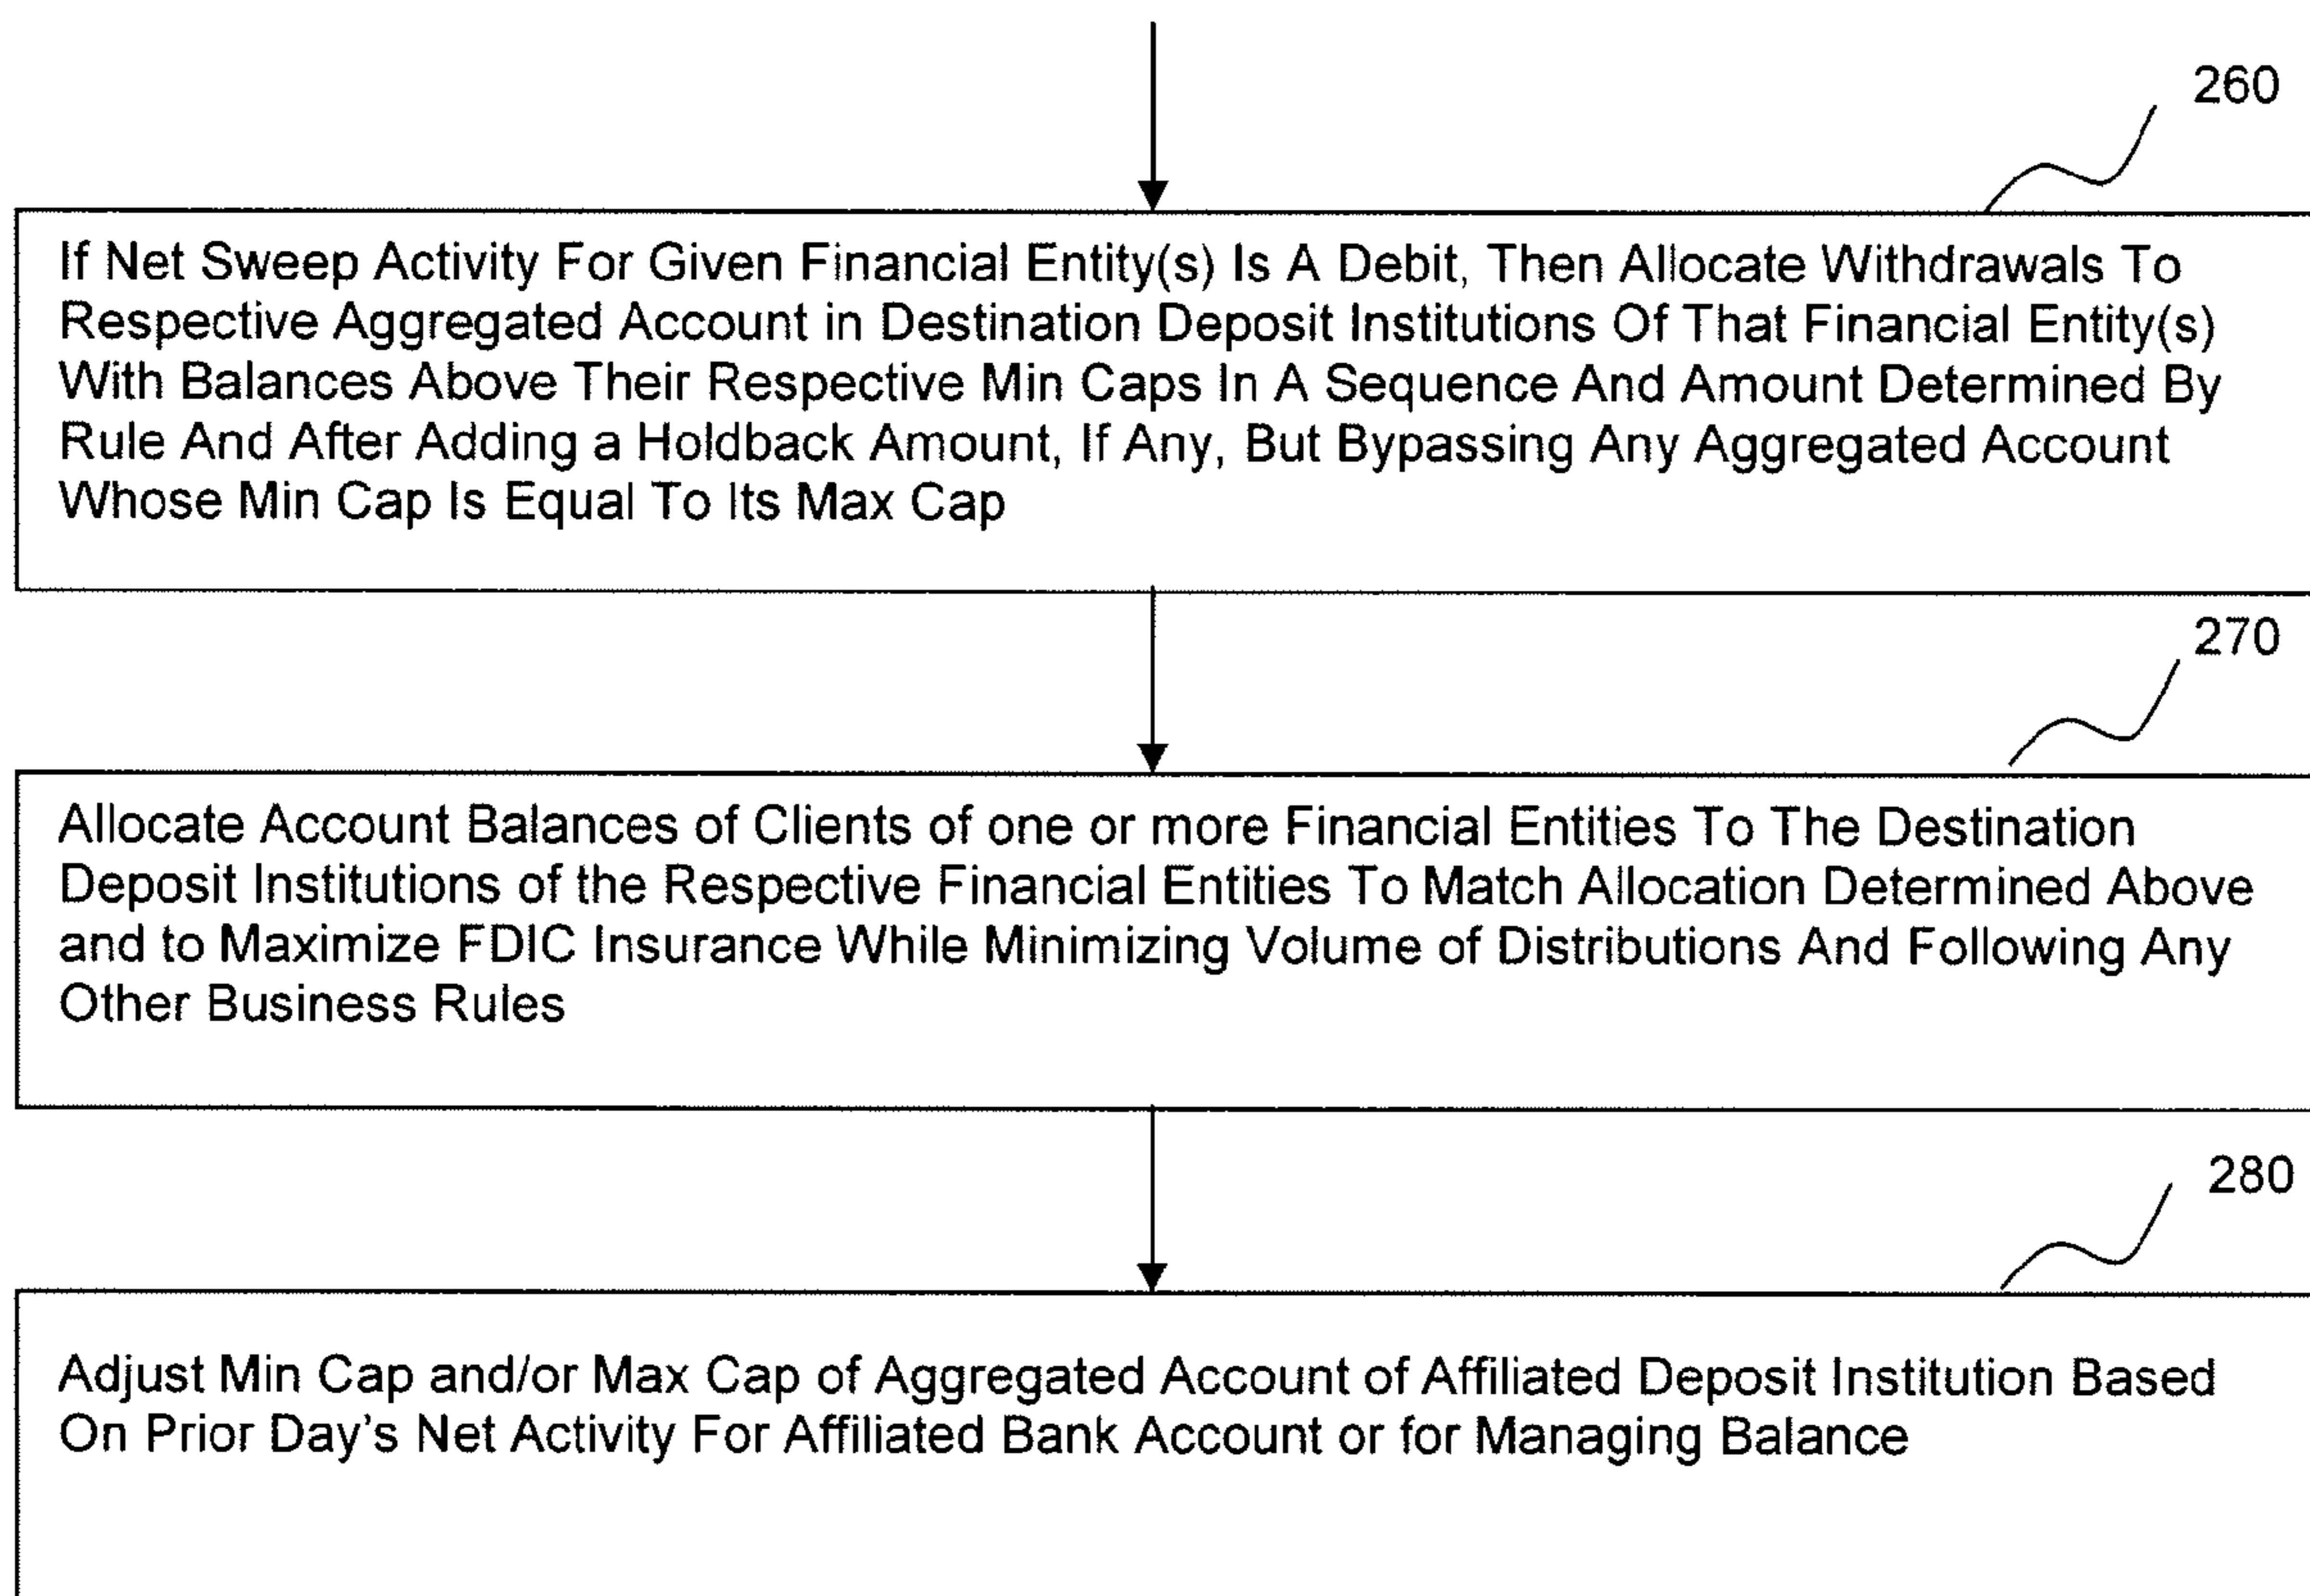 260
If Net Sweep Activity For Given Financial Entity(s) Is A Debit, Then Allocate Withdrawals To
Respective Aggregated Account in Destination Deposit Institutions Of That Financial Entity(s)
With Balances Above Their Respective Min Caps In A Sequence And Amount Determined By
Rule And After Adding a Holdback Amount, If Any, But Bypassing Any Aggregated Account
Whose Min Cap Is Equal To Its Max Cap
270
Allocate Account Balances of Clients of one or more Financial Entities To The Destination
Deposit Institutions of the Respective Financial Entities To Match Allocation Determined Above
and to Maximize FDIC Insurance While Minimizing Volume of Distributions And Following Any
Other Business Rules
280
Adjust Min Cap and/or Max Cap of Aggregated Account of Affiliated Deposit Institution Based
On Prior Day's Net Activity For Affiliated Bank Account or for Managing Balance